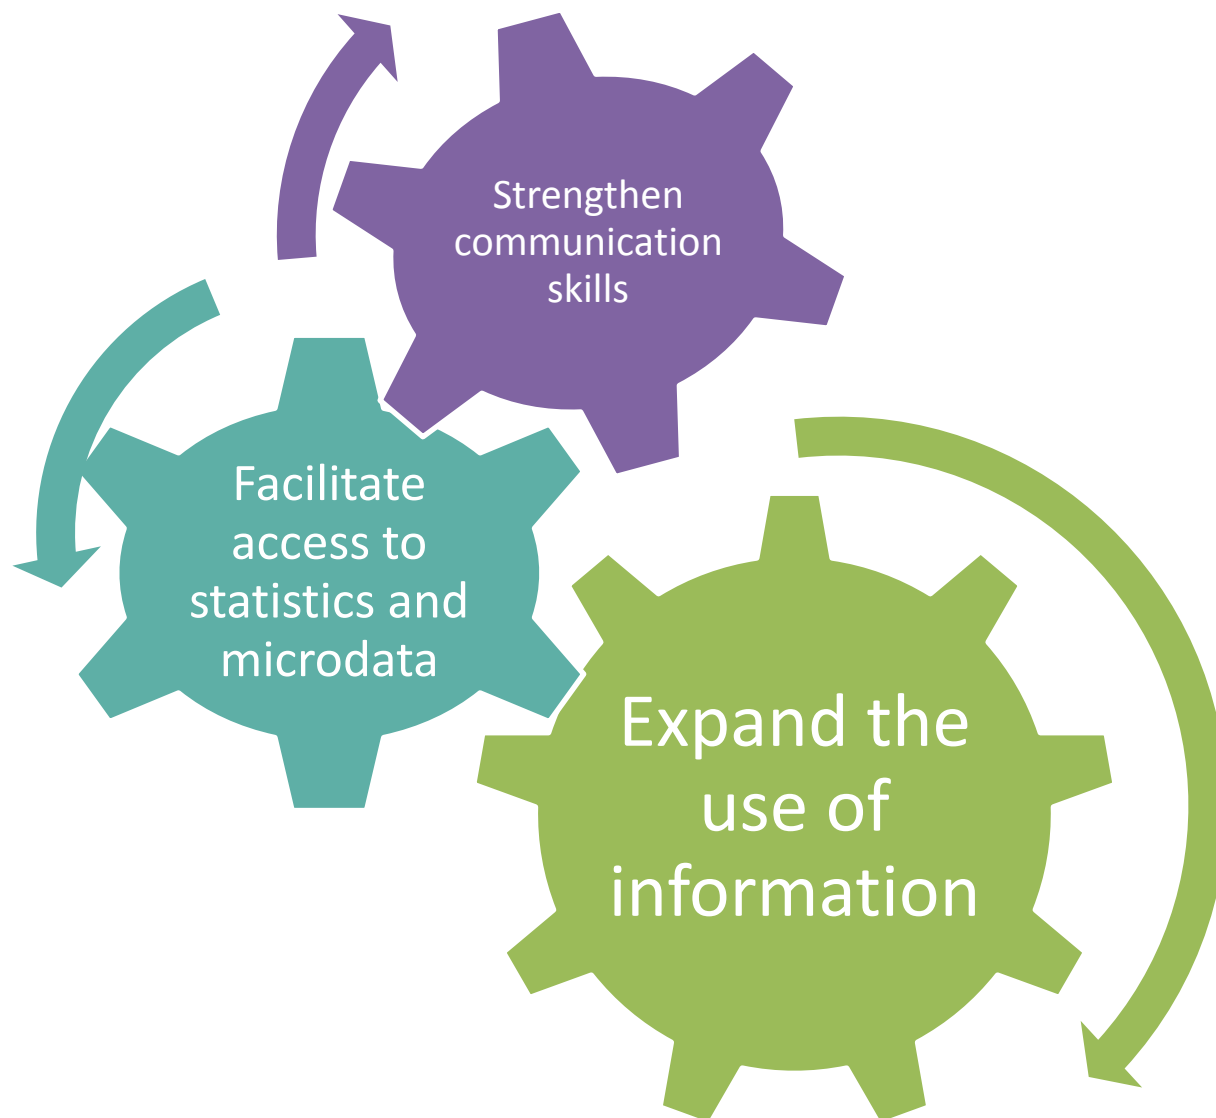 Strengthen
communication
skills
Facilitate
access to
statistics and
microdata
Expand the
use of
information